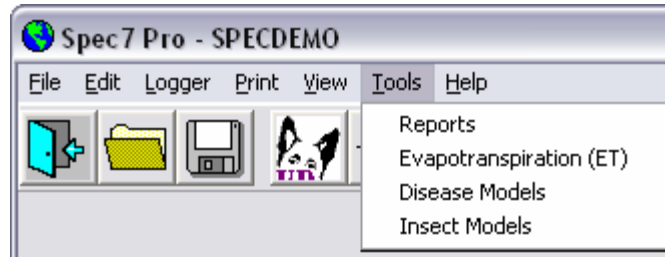 Spec7 Pro - SPECDEMO
File Edit Logger Print View Tools Help
Reports
Evapotranspiration (ET)
Disease Models
Insect Models